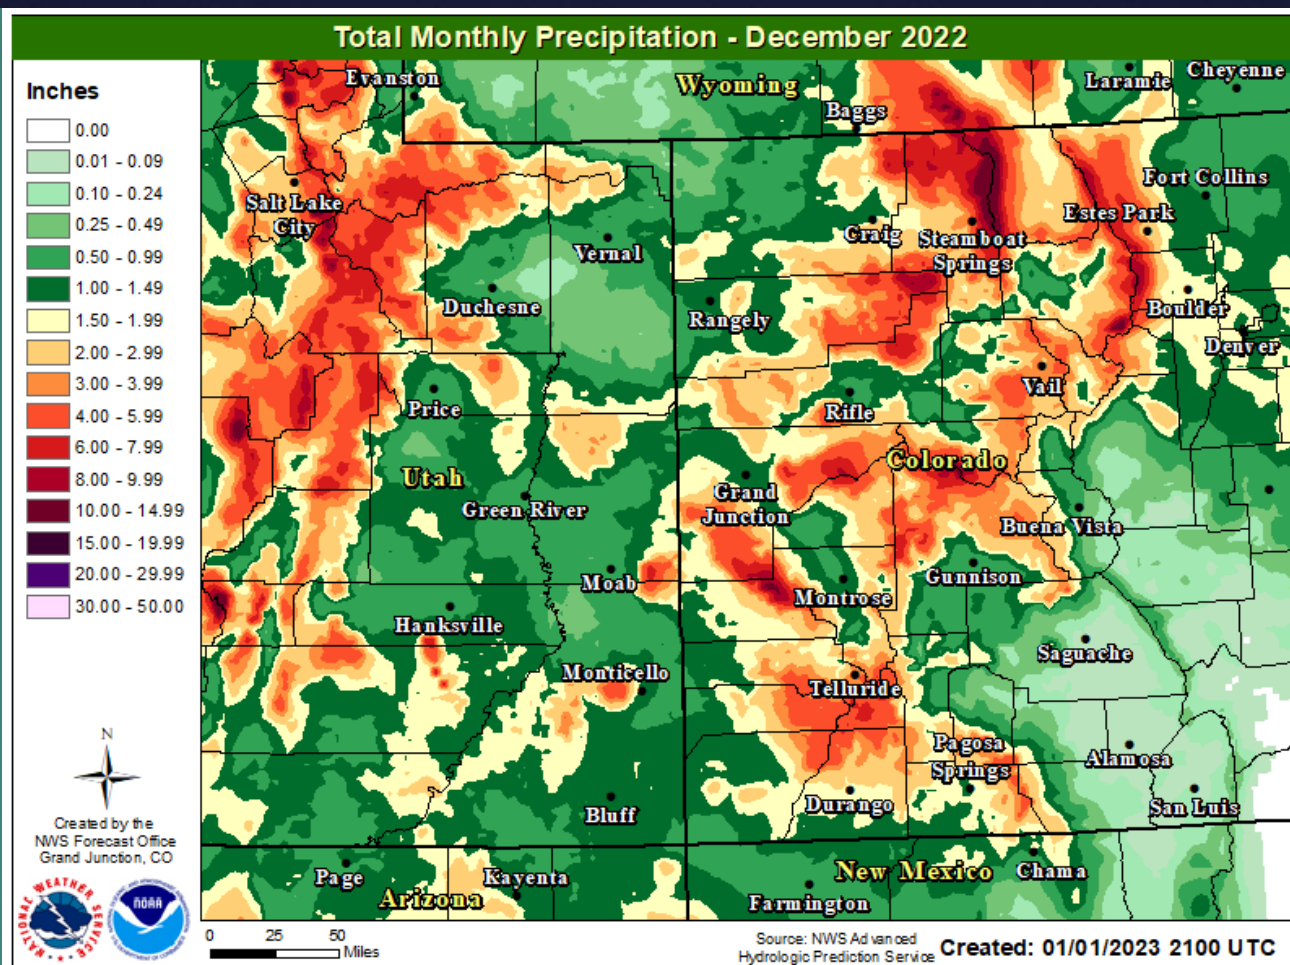 Total Monthly Precipitation - December 2022
Inches
0.00
0.01 - 0.09
0.10 - 0.24
0.25 - 0.49
0.50 - 0.99
1.00 - 1.49
1.50 - 1.99
2.00 - 2.99
3.00 - 3.99
4.00 - 5.99
6.00 - 7.99
8.00 - 9.99
10.00 - 14.99
15.00 - 19.99
20.00 - 29.99
30.00 - 50.00
N
Created by the
NWS Forecast Office
Grand Junction, CO
NATIONAL WEATHER SERVICE
NOAA
Evanston
Wyoming
Laramie
Cheyenne
Baggs
Salt Lake
City
Fort Collins
Estes Park
Craig
Steamboat
Springs
Vernal
Duchesne
Rangely
Boulder
Denver
Vail
Price
Rifle
Utah
Colorado
Grand
Junction
Green River
Buena Vista
Moab
Gunnison
Montrose
Hanksville
Saguache
Monticello
Telluride
Pagosa
Springs
Alamosa
Bluff
Durango
San Luis
Page
Kayenta
Arizona
New Mexico
Chama
Farmington
0 25 50
Miles
Source: NWS Advanced
Hydrologic Prediction Service
Created: 01/01/2023 2100 UTC